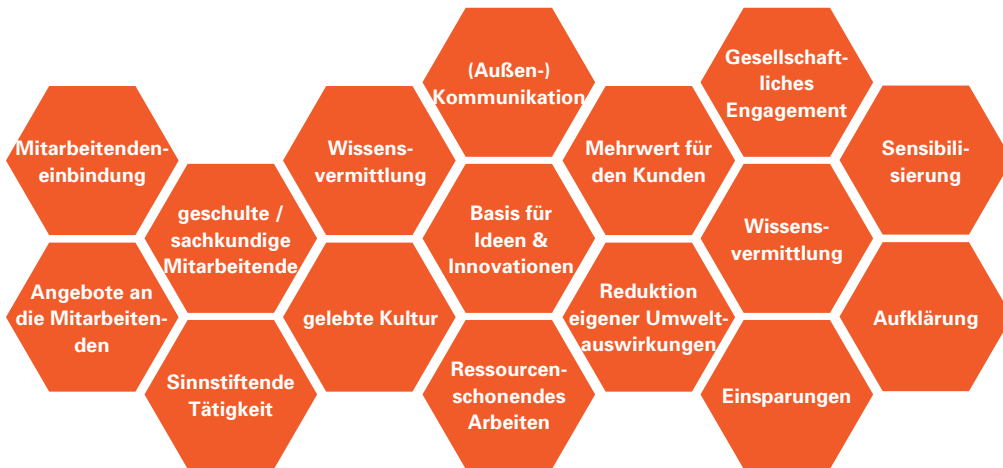 Mitarbeitenden-
einbindung
Angebote an
die Mitarbeiten-
den
geschulte /
sachkundige
Mitarbeitende
Sinnstiftende
Tätigkeit
Wissens-
vermittlung
gelebte Kultur
(Außen-)
Kommunikation
Basis für
Ideen &
Innovationen
Ressourcen-
schonendes
Arbeiten
Mehrwert für
den Kunden
Reduktion
eigener Umwelt-
auswirkungen
Gesellschaft-
liches
Engagement
Wissens-
vermittlung
Einsparungen
Sensibili-
sierung
Aufklärung